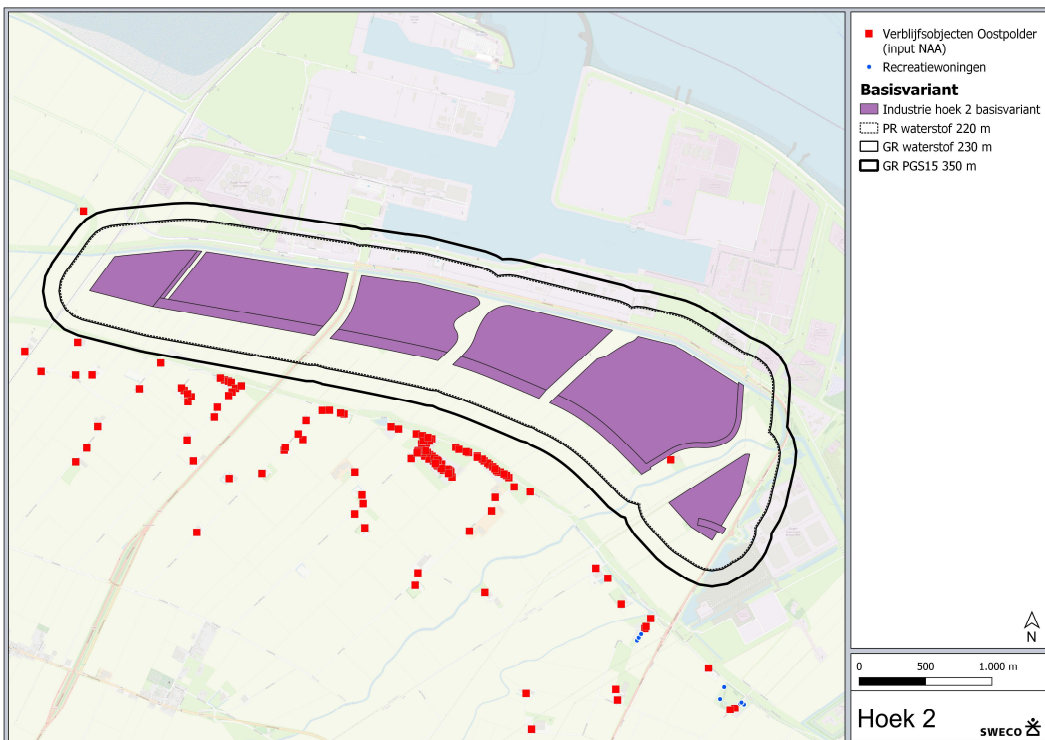 Verblijfsobjecten Oostpolder
(input NAA)
Recreatiewoningen
Basisvariant
Industrie hoek 2 basisvariant
PR waterstof 220 m
GR waterstof 230 m
GR PGS15 350 m
N
0 500 1.000 m
Hoek 2
SWECO